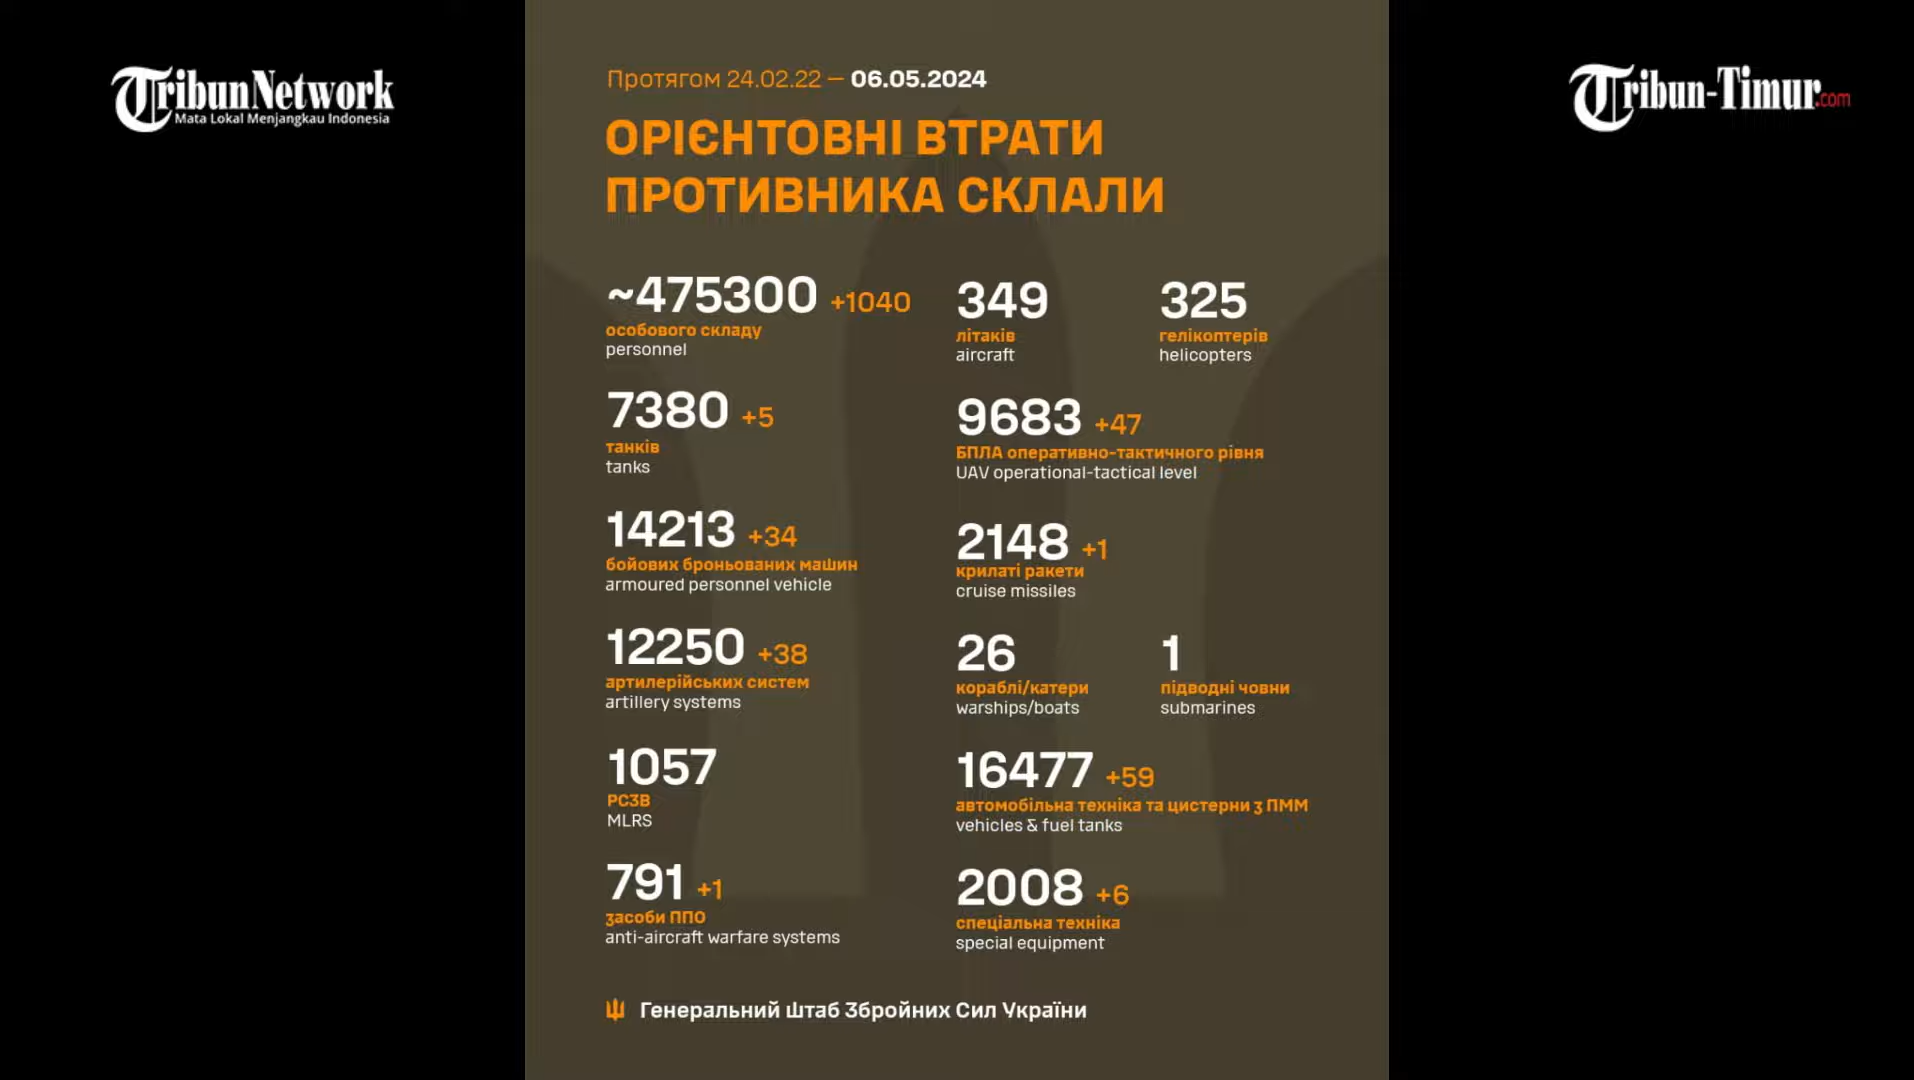 TribunNetwork
Mata Lokal Menjangkau Indonesia
Tribun-Timur.com
Протягом 24.02.22 — 06.05.2024
ОРІЄНТОВНІ ВТРАТИ
ПРОТИВНИКА СКЛАЛИ
~475300 +1040
особового складу
personnel
349
літаків
aircraft
325
гелікоптерів
helicopters
7380 +5
танків
tanks
9683 +47
БПЛА оперативно-тактичного рівня
UAV operational-tactical level
14213 +34
бойових броньованих машин
armoured personnel vehicle
2148 +1
крилаті ракети
cruise missiles
12250 +38
артилерійських систем
artillery systems
26
кораблі/катери
warships/boats
1
підводні човни
submarines
1057
РСЗВ
MLRS
16477 +59
автомобільна техніка та цистерни з ПММ
vehicles & fuel tanks
791 +1
засоби ППО
anti-aircraft warfare systems
2008 +6
спеціальна техніка
special equipment
Генеральний штаб Збройних Сил України